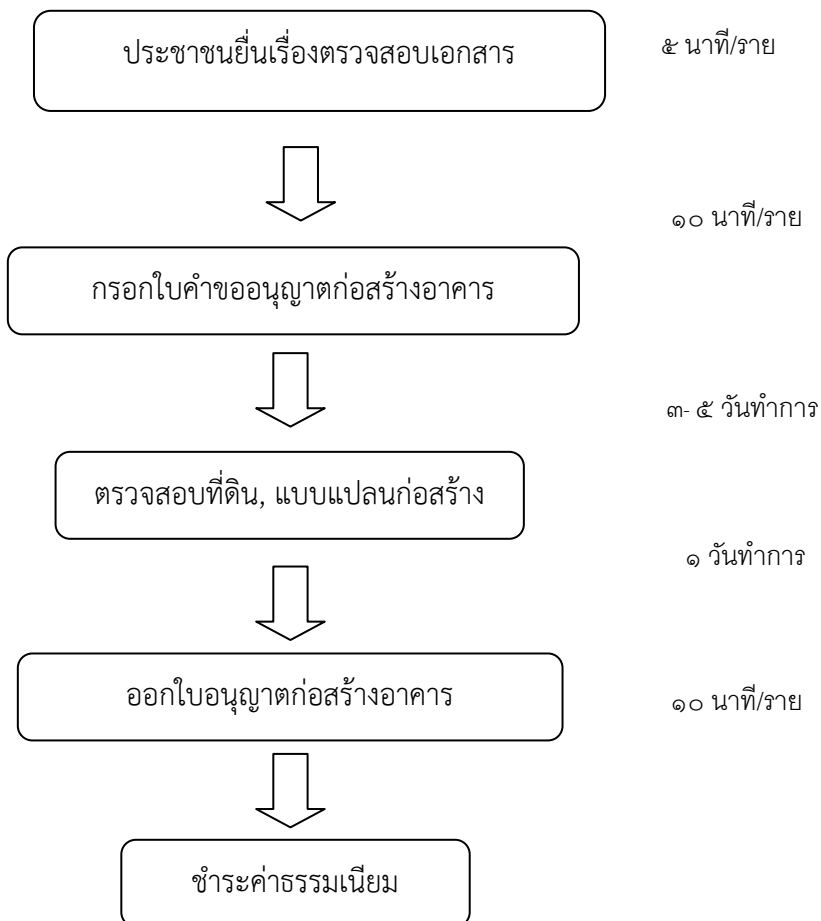 ประชาชนยื่นเรื่องตรวจสอบเอกสาร
๕ นาที/ราย
๑๐ นาที/ราย
กรอกใบคำขออนุญาตก่อสร้างอาคาร
๓- ๕ วันทำการ
ตรวจสอบที่ดิน, แบบแปลนก่อสร้าง
๑ วันทำการ
ออกใบอนุญาตก่อสร้างอาคาร
๑๐ นาที/ราย
ชำระค่าธรรมเนียม